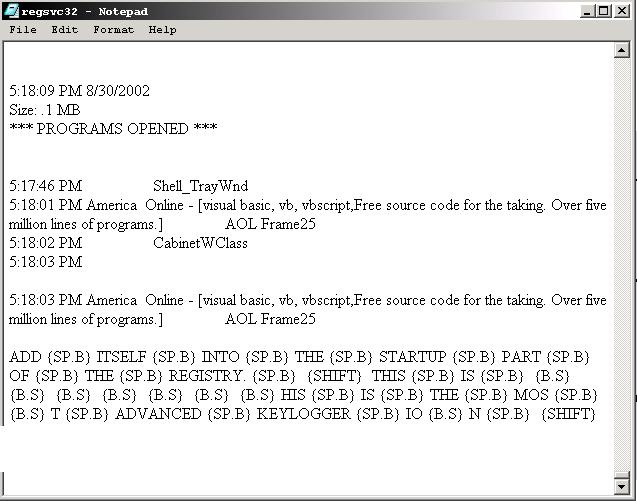 regsvc32 - Notepad
File Edit Format Help
5:18:09 PM 8/30/2002
Size: .1 MB
*** PROGRAMS OPENED ***
5:17:46 PM Shell_TrayWnd
5:18:01 PM America Online - [visual basic, vb, vbscript,Free source code for the taking. Over five
million lines of programs.] AOL Frame25
5:18:02 PM CabinetWClass
5:18:03 PM
5:18:03 PM America Online - [visual basic, vb, vbscript,Free source code for the taking. Over five
million lines of programs.] AOL Frame25
ADD {SP.B} ITSELF {SP.B} INTO {SP.B} THE {SP.B} STARTUP {SP.B} PART {SP.B}
OF {SP.B} THE {SP.B} REGISTRY. {SP.B} {SHIFT} THIS {SP.B} IS {SP.B} {B.S}
{B.S} {B.S} {B.S} {B.S} {B.S} {B.S} HIS {SP.B} IS {SP.B} THE {SP.B} MOS {SP.B}
{B.S} T {SP.B} ADVANCED {SP.B} KEYLOGGER {SP.B} IO {B.S} N {SP.B} {SHIFT}